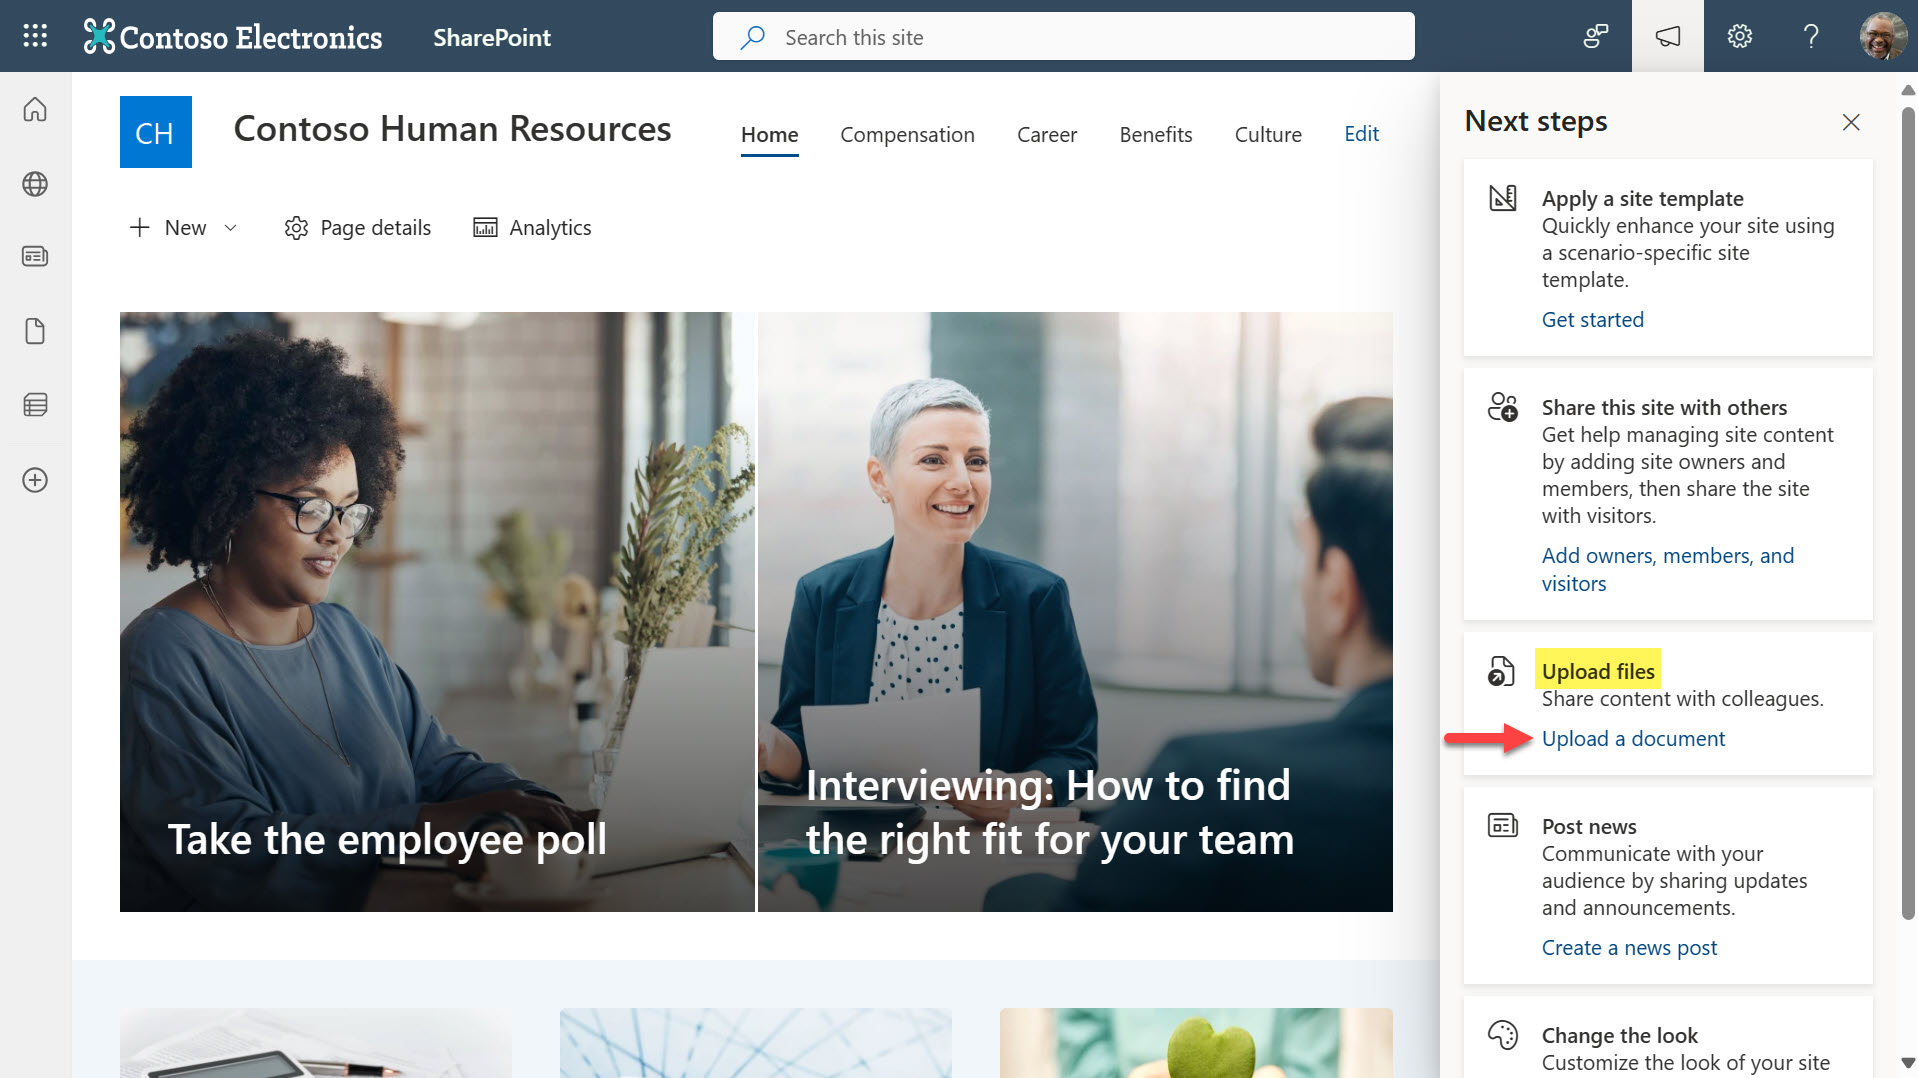 Contoso Electronics
SharePoint
Search this site
CH
Contoso Human Resources
Home
Compensation
Career
Benefits
Culture
Edit
New
Page details
Analytics
Take the employee poll
Interviewing: How to find
the right fit for your team
Next steps
Apply a site template
Quickly enhance your site using
a scenario-specific site
template.
Get started
Share this site with others
Get help managing site content
by adding site owners and
members, then share the site
with visitors.
Add owners, members, and
visitors
Upload files
Share content with colleagues.
Upload a document
Post news
Communicate with your
audience by sharing updates
and announcements.
Create a news post
Change the look
Customize the look of your site